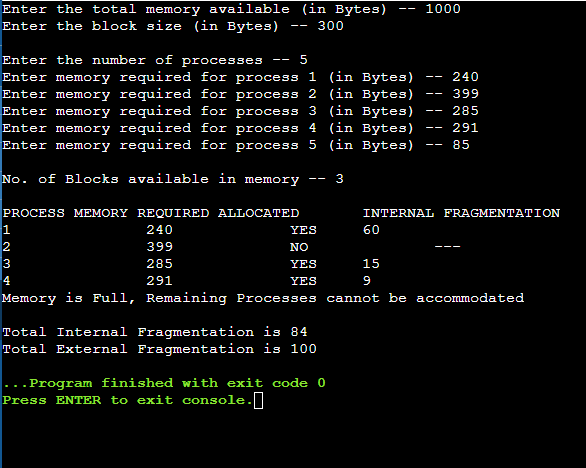 Enter the total memory available (in Bytes) -- 1000
Enter the block size (in Bytes) -- 300
Enter the number of processes -- 5
Enter memory required for process 1 (in Bytes) -- 240
Enter memory required for process 2 (in Bytes) -- 399
Enter memory required for process 3 (in Bytes) -- 285
Enter memory required for process 4 (in Bytes) -- 291
Enter memory required for process 5 (in Bytes) -- 85
No. of Blocks available in memory -- 3
PROCESS MEMORY REQUIRED ALLOCATED       INTERNAL FRAGMENTATION
1               240             YES     60
2               399             NO              ---
3               285             YES     15
4               291             YES     9
Memory is Full, Remaining Processes cannot be accommodated
Total Internal Fragmentation is 84
Total External Fragmentation is 100
...Program finished with exit code 0
Press ENTER to exit console.